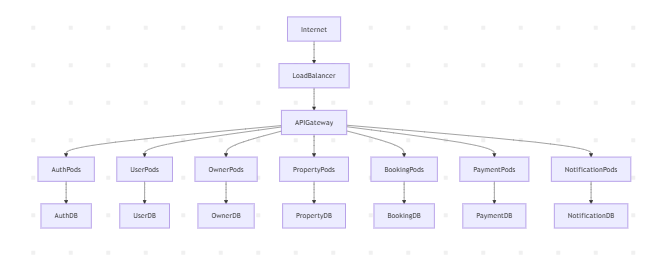 Internet
LoadBalancer
APIGateway
AuthPods UserPods OwnerPods PropertyPods BookingPods PaymentPods NotificationPods
AuthDB UserDB OwnerDB PropertyDB BookingDB PaymentDB NotificationDB